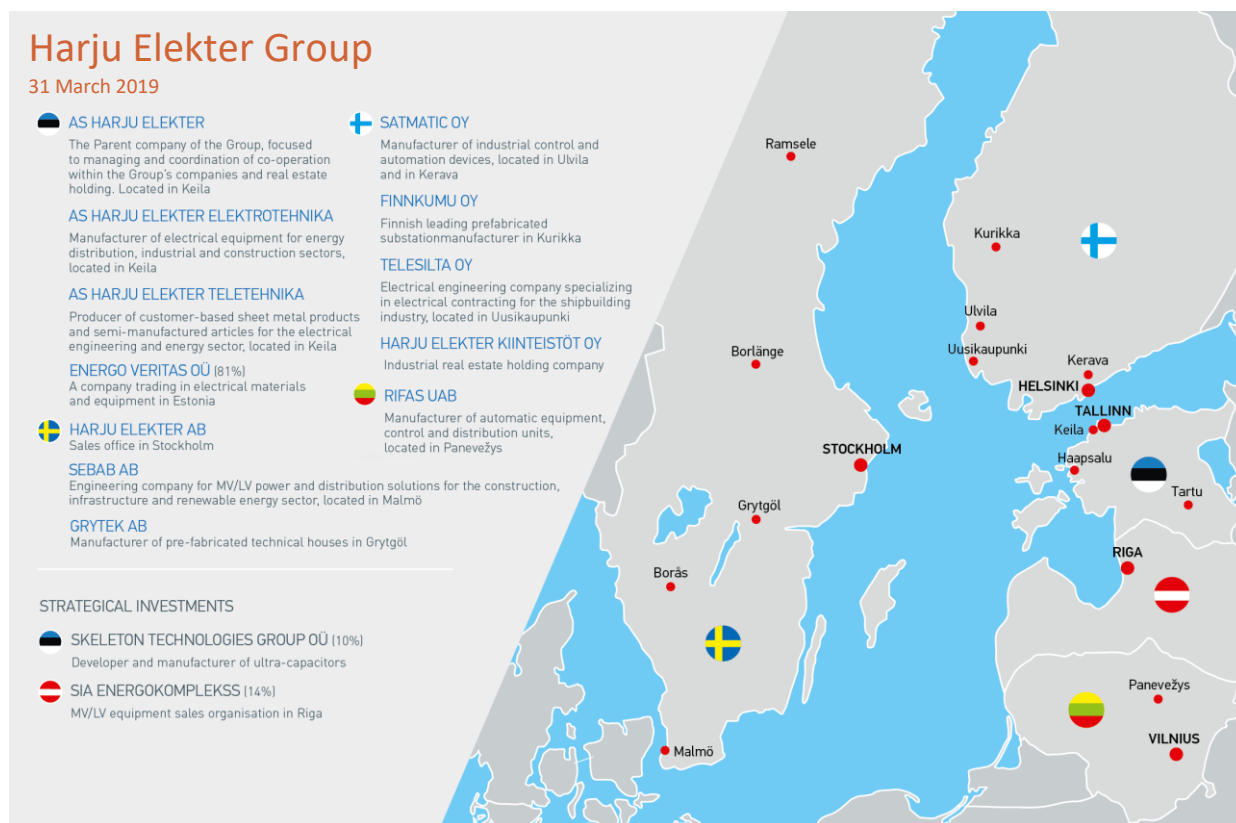 Harju Elekter Group
31 March 2019
AS HARJU ELEKTER
The Parent company of the Group, focused
to managing and coordination of co-operation
within the Group's companies and real estate
holding. Located in Keila
AS HARJU ELEKTER ELEKTROTEHNIKA
Manufacturer of electrical equipment for energy
distribution, industrial and construction sectors,
located in Keila
AS HARJU ELEKTER TELETEHNIKA
Producer of customer-based sheet metal products
and semi-manufactured articles for the electrical
engineering and energy sector, located in Keila
ENERGO VERITAS OÜ (81%)
A company trading in electrical materials
and equipment in Estonia
HARJU ELEKTER AB
Sales office in Stockholm
SEBAB AB
Engineering company for MV/LV power and distribution solutions for the construction,
infrastructure and renewable energy sector, located in Malmö
GRYTEK AB
Manufacturer of pre-fabricated technical houses in Grytgöl
SATMATIC OY
Manufacturer of industrial control and
automation devices, located in Ulvila
and in Kerava
FINNKUMU OY
Finnish leading prefabricated
substationmanufacturer in Kurikka
TELESILTA OY
Electrical engineering company specializing
in electrical contracting for the shipbuilding
industry, located in Uusikaupunki
HARJU ELEKTER KIINTEISTÖT OY
Industrial real estate holding company
RIFAS UAB
Manufacturer of automatic equipment,
control and distribution units,
located in Panevežys
STRATEGICAL INVESTMENTS
SKELETON TECHNOLOGIES GROUP OÜ (10%)
Developer and manufacturer of ultra-capacitors
SIA ENERGOKOMPLEKSS (14%)
MV/LV equipment sales organisation in Riga
Ramsele
Kurikka
Ulvila
Borlänge
Uusikaupunki
Kerava
HELSINKI
TALLINN
Keila
STOCKHOLM
Haapsalu
Tartu
Grytgöl
RIGA
Borås
Panevežys
VILNIUS
Malmö